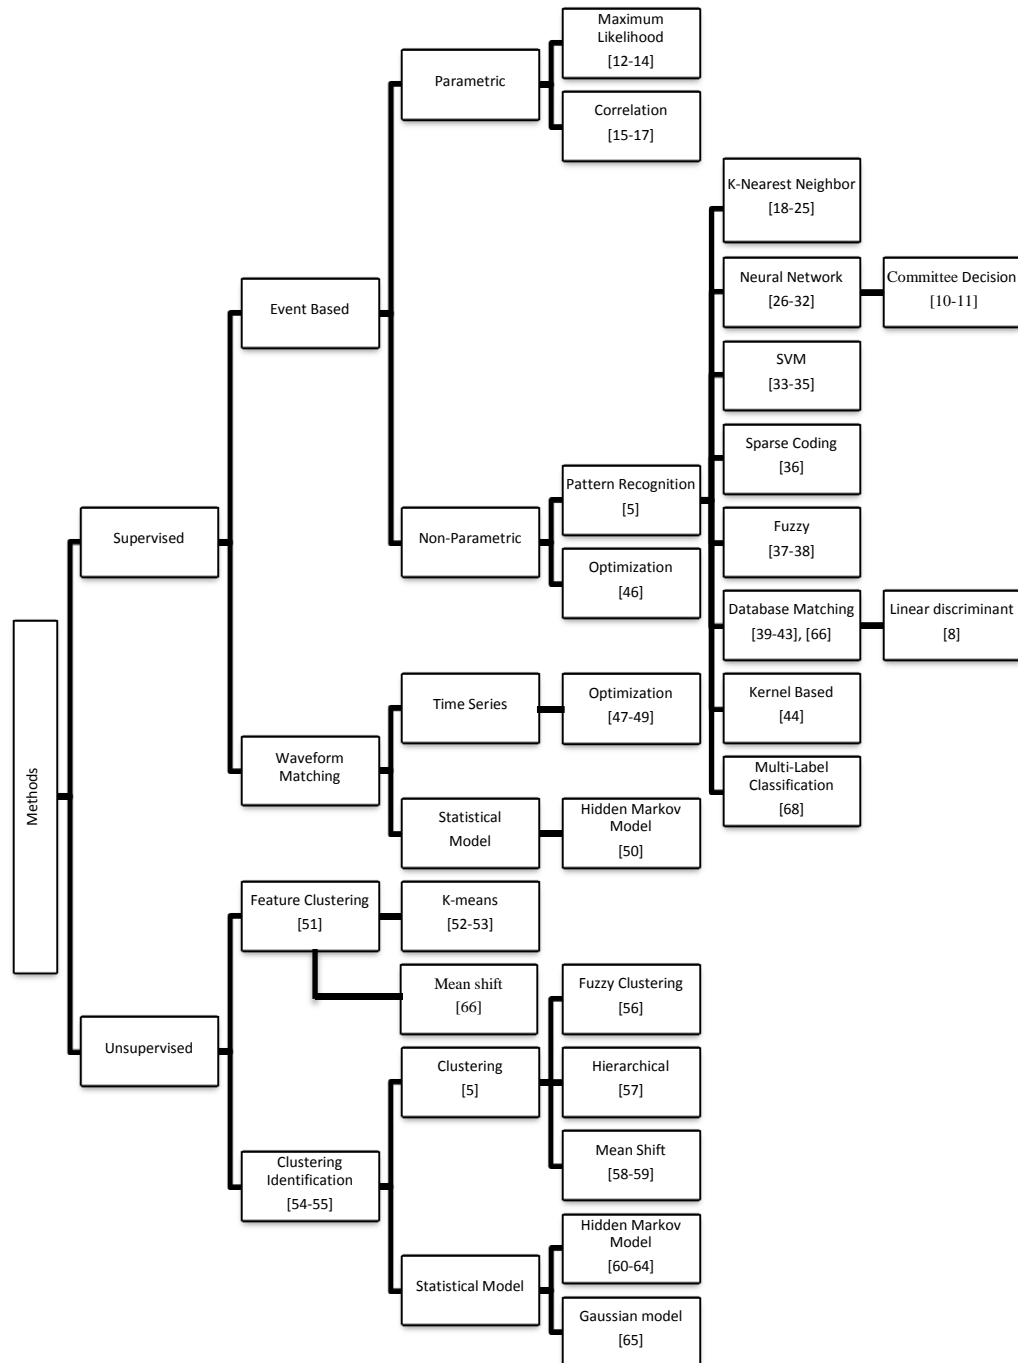 Maximum
Likelihood
[12-14]
Parametric
Correlation
[15-17]
K-Nearest Neighbor
[18-25]
Neural Network
[26-32]
Committee Decision
[10-11]
Event Based
SVM
[33-35]
Sparse Coding
[36]
Pattern Recognition
[5]
Supervised
Non-Parametric
Fuzzy
[37-38]
Optimization
[46]
Database Matching
[39-43], [66]
Linear discriminant
[8]
Time Series
Optimization
[47-49]
Kernel Based
[44]
Waveform
Matching
Multi-Label
Classification
[68]
Methods
Statistical
Model
Hidden Markov
Model
[50]
Feature Clustering
[51]
K-means
[52-53]
Mean shift
[66]
Fuzzy Clustering
[56]
Unsupervised
Clustering
[5]
Hierarchical
[57]
Clustering
Identification
[54-55]
Mean Shift
[58-59]
Hidden Markov
Model
[60-64]
Statistical Model
Gaussian model
[65]